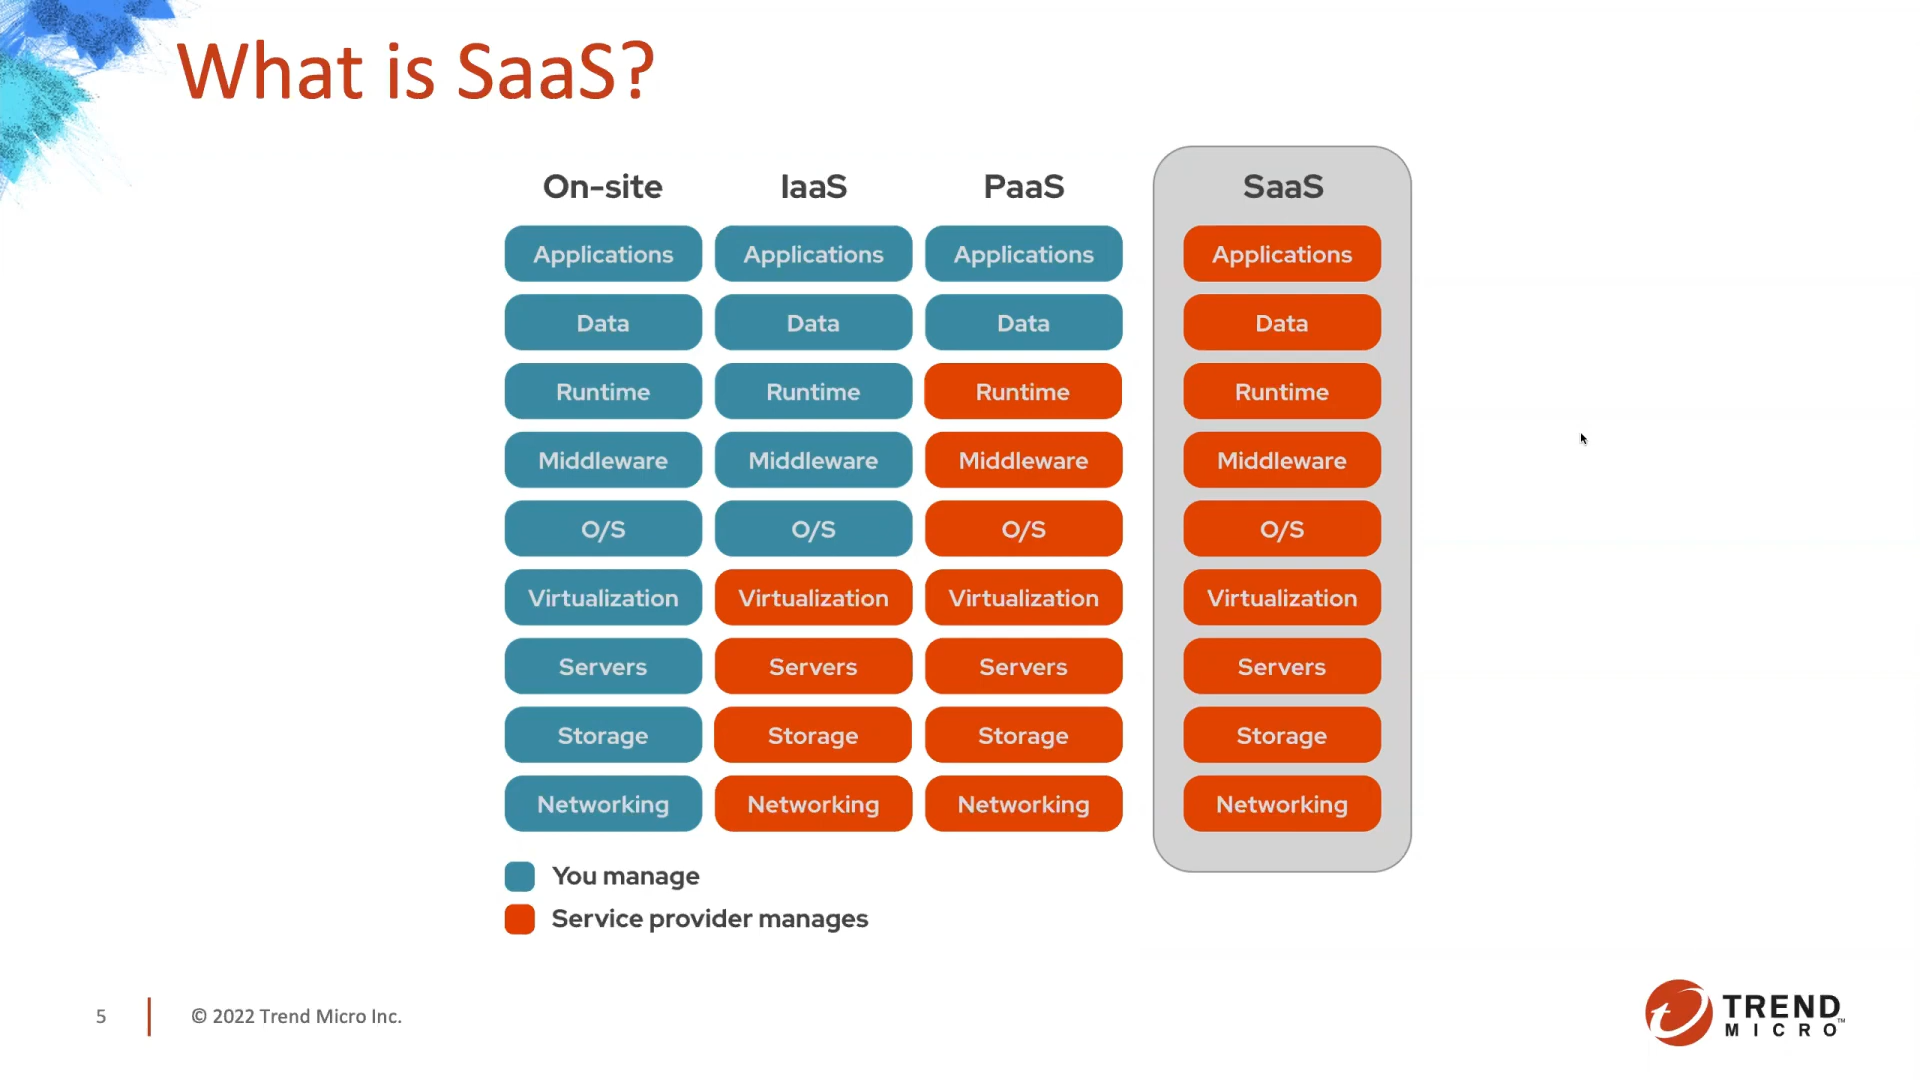 What is SaaS?
On-site IaaS PaaS SaaS
Applications Applications Applications Applications
Data Data Data Data
Runtime Runtime Runtime Runtime
Middleware Middleware Middleware Middleware
O/S O/S O/S O/S
Virtualization Virtualization Virtualization Virtualization
Servers Servers Servers Servers
Storage Storage Storage Storage
Networking Networking Networking Networking
You manage
Service provider manages
5 © 2022 Trend Micro Inc.
TREND
MICRO™